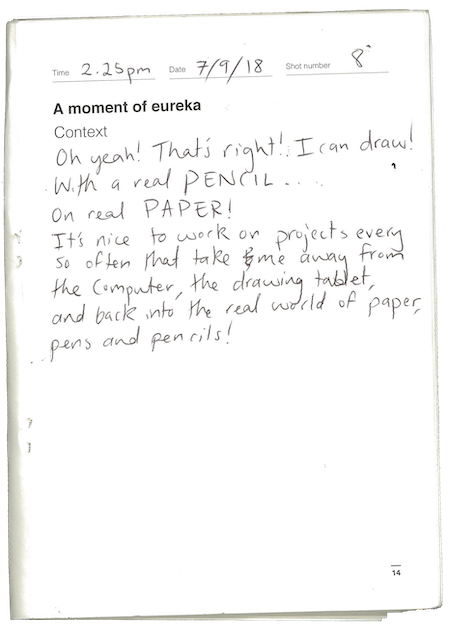 Time 2.25pm Date 7/9/18 Shot number 8
A moment of eureka
Context
Oh yeah! That's right! I can draw!
With a real PENCIL....
On real PAPER!
It's nice to work on projects every
so often that take me away from
the computer, the drawing tablet,
and back into the real world of paper,
pens and pencils!
14